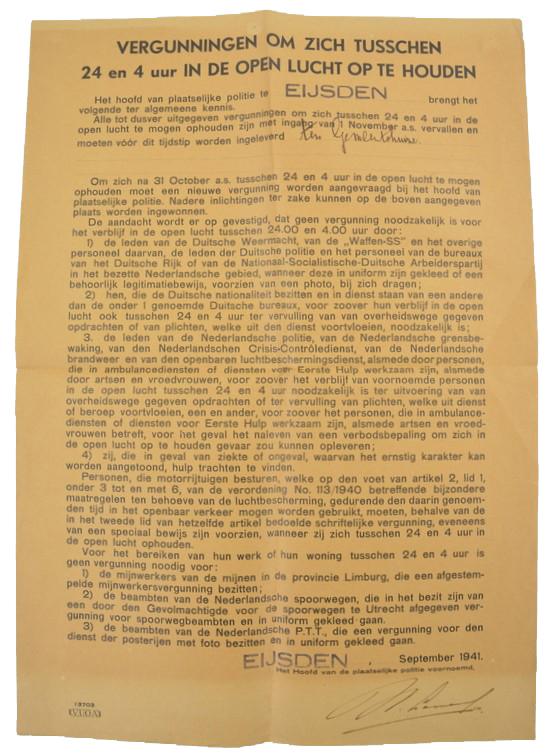 VERGUNNINGEN OM ZICH TUSSCHEN
24 en 4 uur IN DE OPEN LUCHT OP TE HOUDEN
Het hoofd van plaatselijke politie te EIJSDEN brengt het
volgende ter algemeene kennis.
Alle tot dusver uitgegeven vergunningen om zich tusschen 24 en 4 uur in de
open lucht te mogen ophouden zijn met ingang van 1 November a.s. vervallen en
moeten vóór dit tijdstip worden ingeleverd
Om zich na 31 October a.s. tusschen 24 en 4 uur in de open lucht te mogen
ophouden moet een nieuwe vergunning worden aangevraagd bij het hoofd van
plaatselijke politie. Nadere inlichtingen ter zake kunnen op de boven aangegeven
plaats worden ingewonnen.
De aandacht wordt er op gevestigd, dat geen vergunning noodzakelijk is voor
het verblijf in de open lucht tusschen 24.00 en 4.00 uur door:
1) de leden van de Duitsche Weermacht, van de „Waffen-SS” en het overige
personeel daarvan, de leden der Duitsche politie en het personeel van de bureaux
van het Duitsche Rijk of van de Nationaal-Socialistische-Duitsche Arbeiderspartij
in het bezette Nederlandsche gebied, wanneer deze in uniform zijn gekleed of een
behoorlijk legitimatiebewijs, voorzien van een photo, bij zich dragen;
2) hen, die de Duitsche nationaliteit bezitten en in dienst staan van een andere
dan de onder 1 genoemde Duitsche bureaux, voor zoover hun verblijf in de open
lucht ook tusschen 24 en 4 uur ter vervulling van van overheidswege gegeven
opdrachten of van plichten, welke uit den dienst voortvloeien, noodzakelijk is;
3. de leden van de Nederlandsche politie, van de Nederlandsche grensbe-
waking, van den Nederlandschen Crisis-Contrôledienst, van de Nederlandsche
brandweer en van den openbaren luchtbeschermingsdienst, alsmede door personen,
die in ambulancediensten of diensten voor Eerste Hulp werkzaam zijn, alsmede
door artsen en vroedvrouwen, voor zoover het verblijf van voornoemde personen
in de open lucht tusschen 24 en 4 uur noodzakelijk is ter uitvoering van van
overheidswege gegeven opdrachten of ter vervulling van plichten, welke uit dienst
of beroep voortvloeien, een en ander, voor zoover het personen, die in ambulance-
diensten of diensten voor Eerste Hulp werkzaam zijn, alsmede artsen en vroed-
vrouwen betreft, voor het geval het naleven van een verbodsbepaling om zich in
de open lucht op te houden gevaar zou kunnen opleveren;
4) zij, die in geval van ziekte of ongeval, waarvan het ernstig karakter kan
worden aangetoond, hulp trachten te vinden.
Personen, die motorrijtuigen besturen, welke op den voet van artikel 2, lid 1,
onder 3 tot en met 6, van de verordening No. 113/1940 betreffende bijzondere
maatregelen ten behoeve van de luchtbescherming, gedurende den daarin genoem-
den tijd in het openbaar verkeer mogen worden gebruikt, moeten, behalve van de
in het tweede lid van hetzelfde artikel bedoelde schriftelijke vergunning, eveneens
van een speciaal bewijs zijn voorzien, wanneer zij zich tusschen 24 en 4 uur in
de open lucht ophouden.
Voor het bereiken van hun werk of hun woning tusschen 24 en 4 uur is
geen vergunning noodig voor:
1) de mijnwerkers van de mijnen in de provincie Limburg, die een afgestem-
pelde mijnwerkersvergunning bezitten;
2) de beambten van de Nederlandsche spoorwegen, die in het bezit zijn van
een door den Gevolmachtigde voor de spoorwegen te Utrecht afgegeven ver-
gunning voor spoorwegbeambten en in uniform gekleed gaan;
3) de beambten van de Nederlandsche P.T.T., die een vergunning voor den
dienst der posterijen met foto bezitten en in uniform gekleed gaan.
EIJSDEN, September 1941.
Het Hoofd van de plaatselijke politie voornoemd.
13703